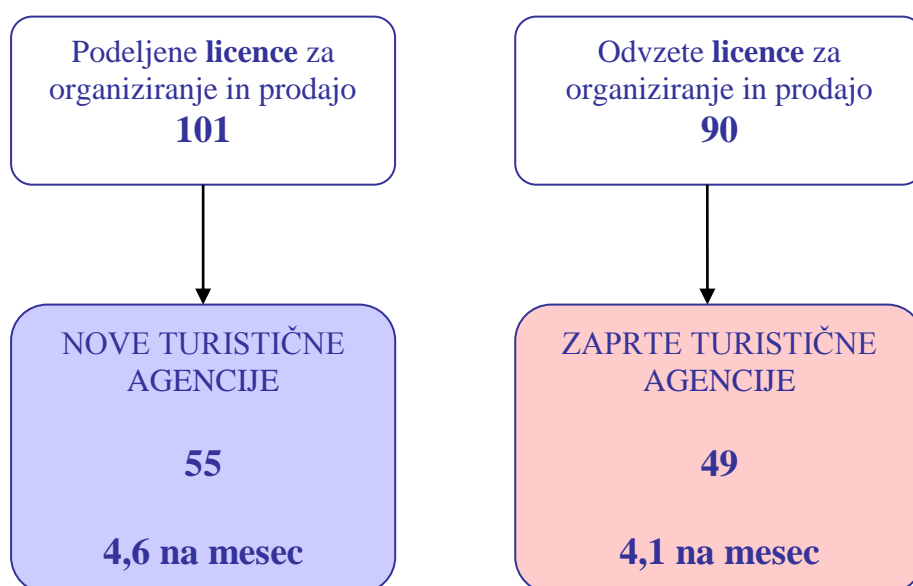 Podeljene licence za
organiziranje in prodajo
101
Odvzete licence za
organiziranje in prodajo
90
NOVE TURISTIČNE
AGENCIJE
55
4,6 na mesec
ZAPRTE TURISTIČNE
AGENCIJE
49
4,1 na mesec